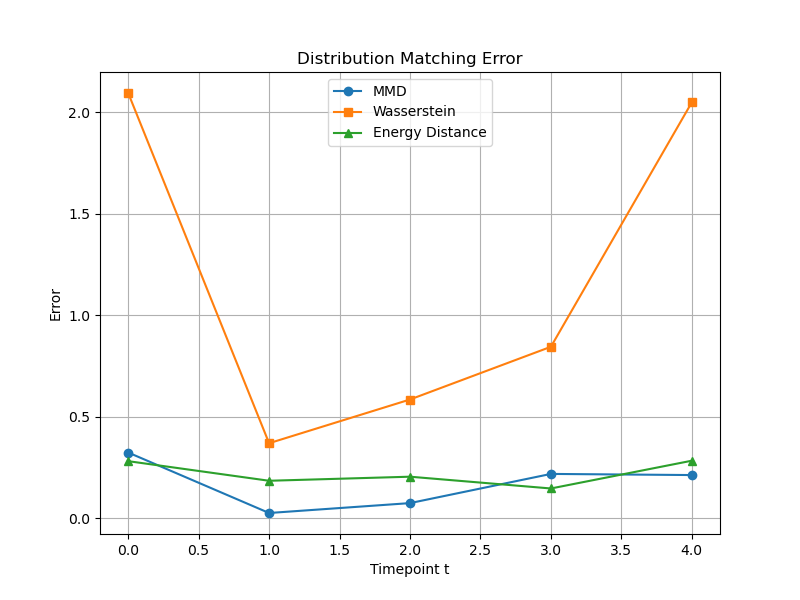 Distribution Matching Error
MMD
Wasserstein
Energy Distance
2.0
1.5
1.0
0.5
0.0
Error
0.0 0.5 1.0 1.5 2.0 2.5 3.0 3.5 4.0
Timepoint t